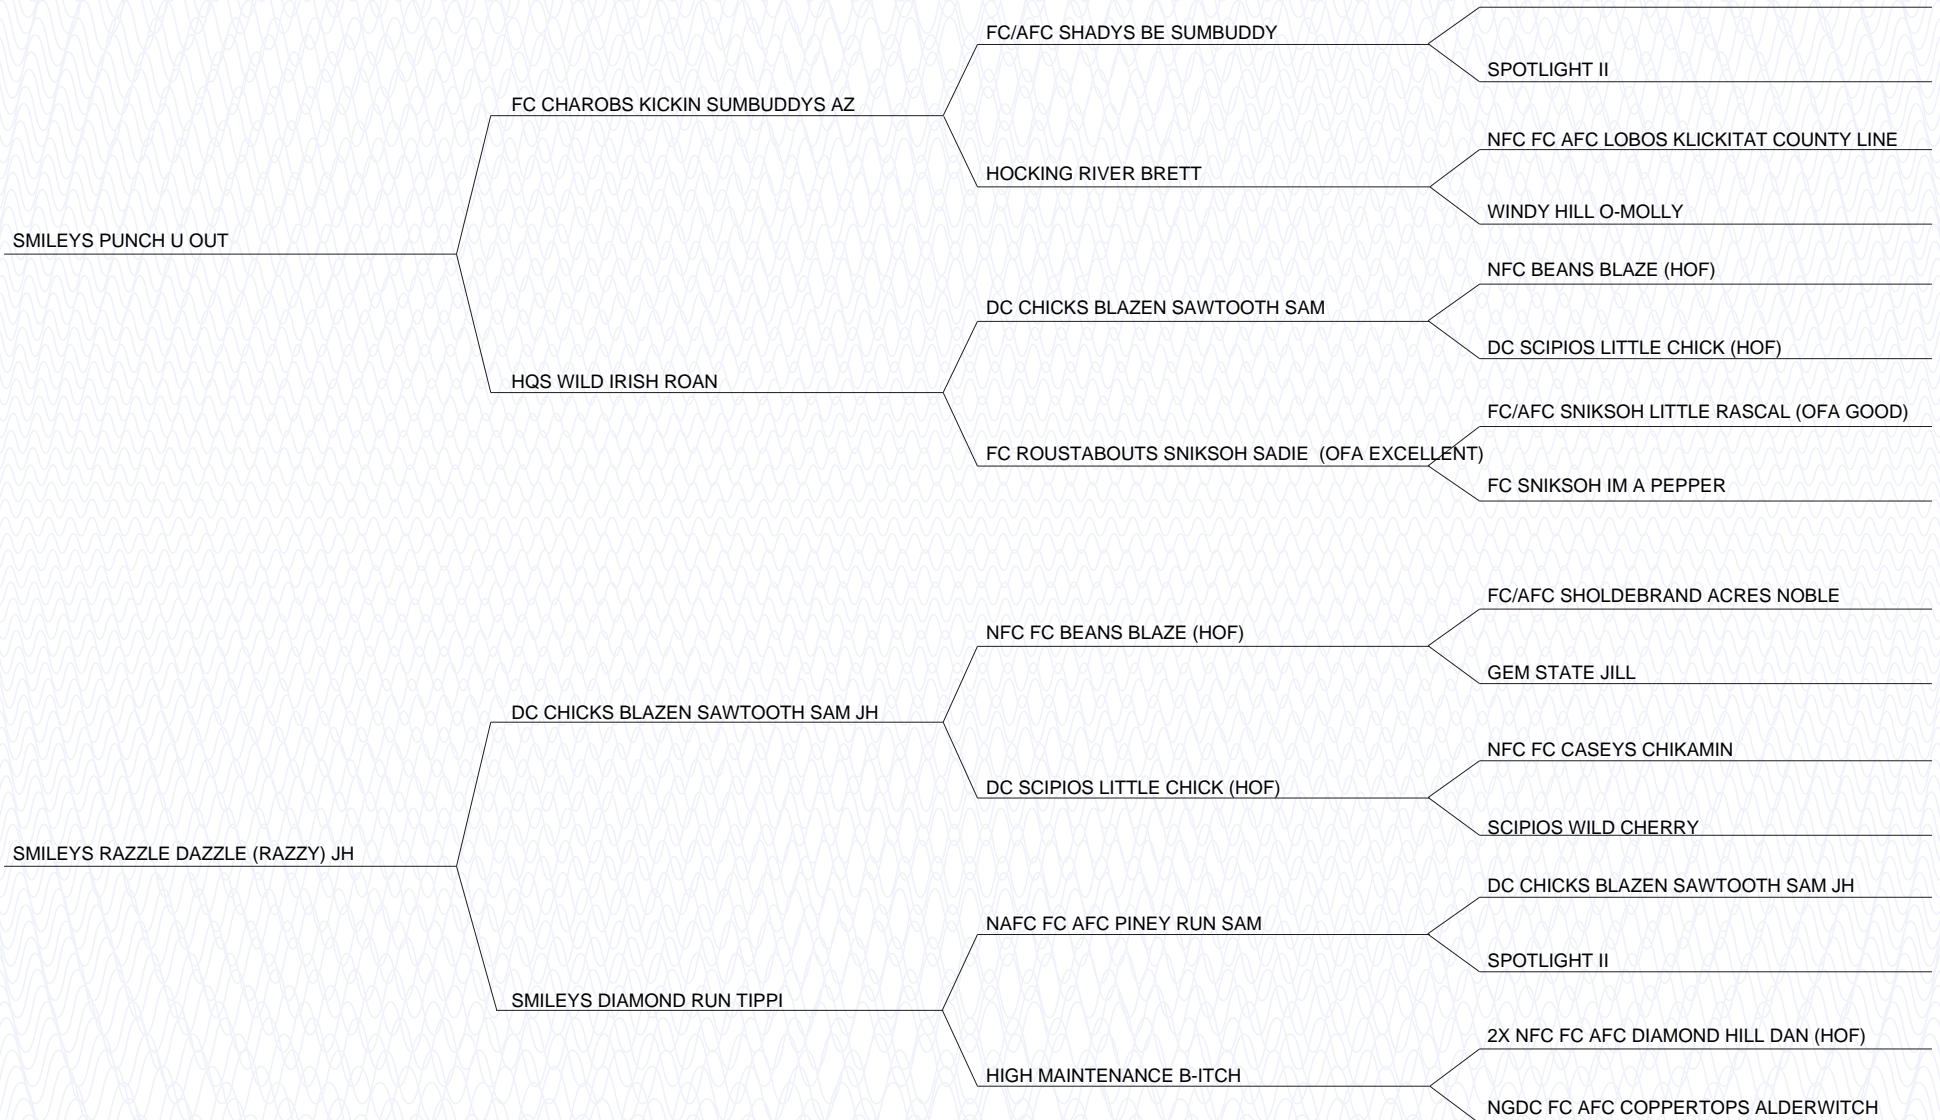 FC/AFC SHADYS BE SUMBUDDY
SPOTLIGHT II
FC CHAROBS KICKIN SUMBUDDYS AZ
NFC FC AFC LOBOS KLICKITAT COUNTY LINE
HOCKING RIVER BRETT
WINDY HILL O-MOLLY
SMILEYS PUNCH U OUT
NFC BEANS BLAZE (HOF)
DC CHICKS BLAZEN SAWTOOTH SAM
DC SCIPIOS LITTLE CHICK (HOF)
HQS WILD IRISH ROAN
FC/AFC SNIKSOH LITTLE RASCAL (OFA GOOD)
FC ROUSTABOUTS SNIKSOH SADIE (OFA EXCELLENT)
FC SNIKSOH IM A PEPPER
FC/AFC SHOLDEBRAND ACRES NOBLE
NFC FC BEANS BLAZE (HOF)
GEM STATE JILL
DC CHICKS BLAZEN SAWTOOTH SAM JH
NFC FC CASEYS CHIKAMIN
DC SCIPIOS LITTLE CHICK (HOF)
SCIPIOS WILD CHERRY
SMILEYS RAZZLE DAZZLE (RAZZY) JH
DC CHICKS BLAZEN SAWTOOTH SAM JH
NAFC FC AFC PINEY RUN SAM
SPOTLIGHT II
SMILEYS DIAMOND RUN TIPPI
2X NFC FC AFC DIAMOND HILL DAN (HOF)
HIGH MAINTENANCE B-ITCH
NGDC FC AFC COPPERTOPS ALDERWITCH